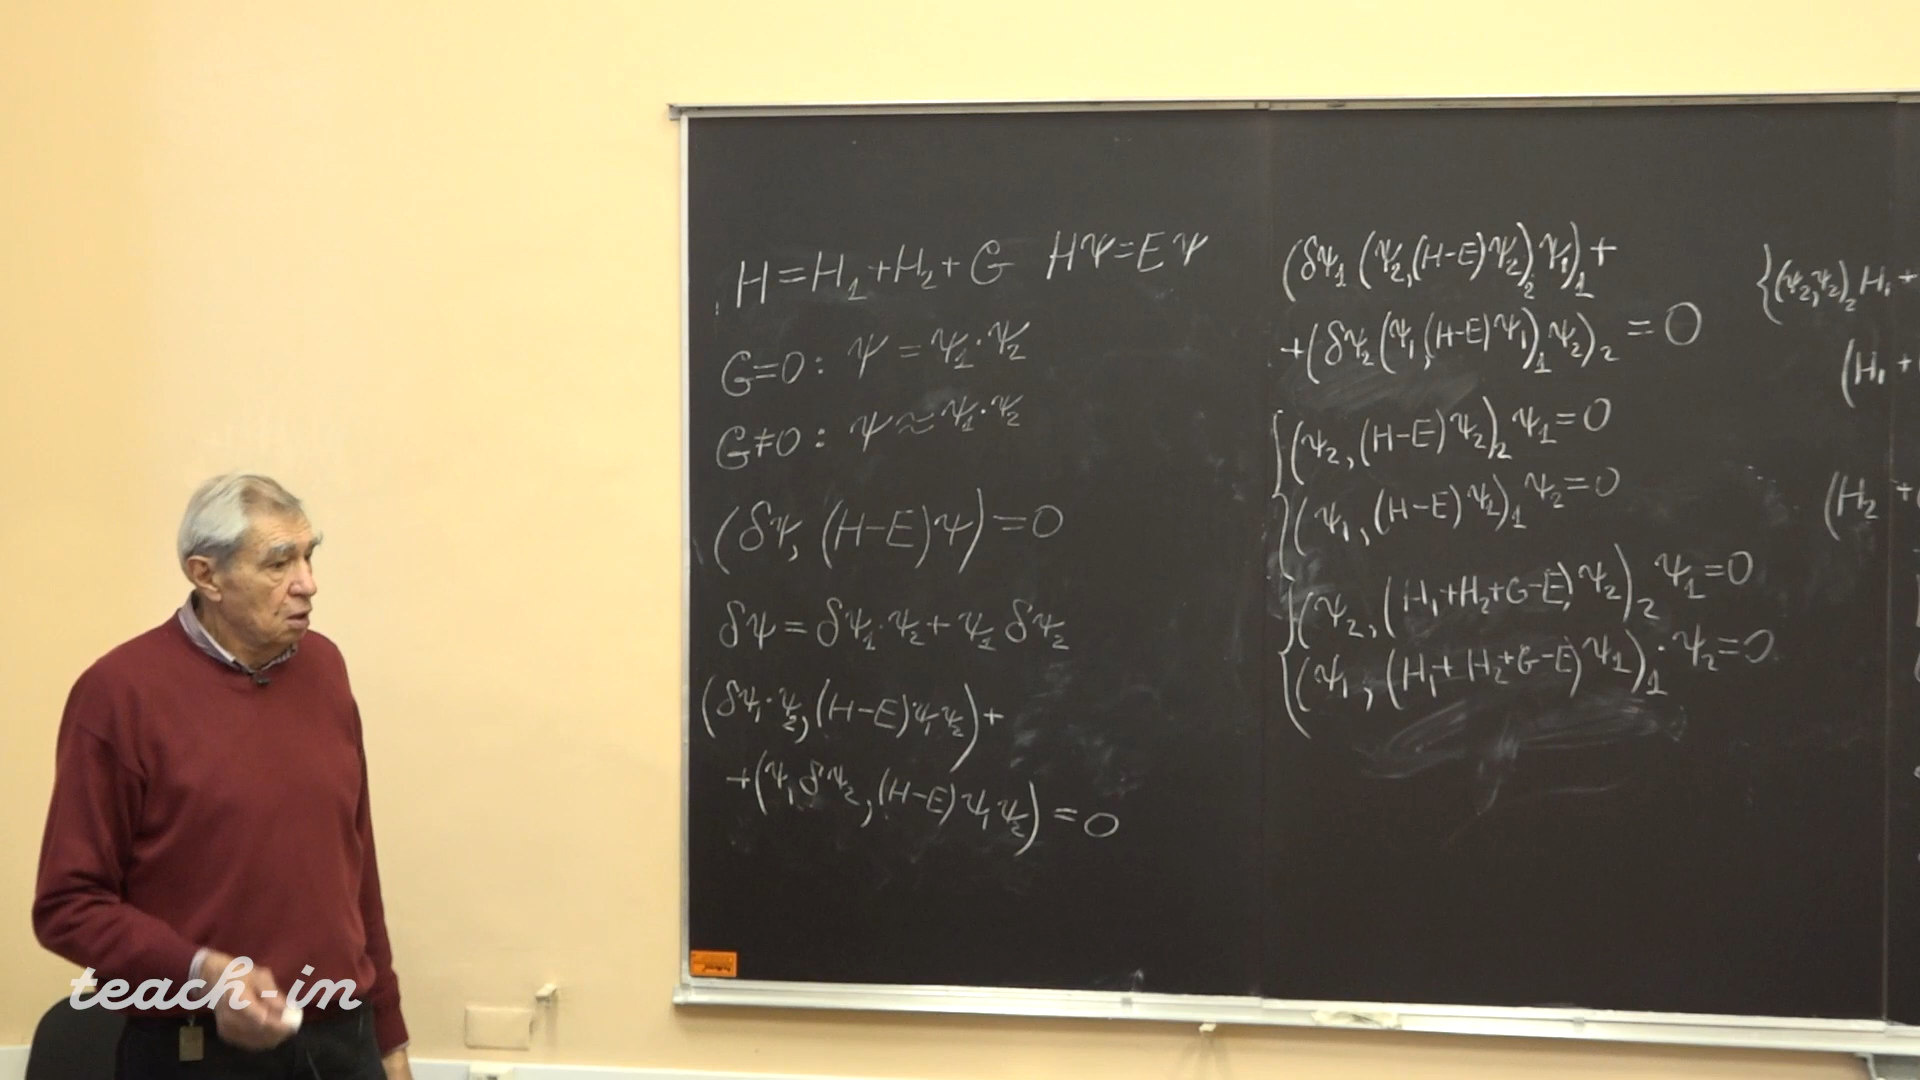 H = H₁ + H₂ + G   HΨ = EΨ
G = 0 : Ψ = Ψ₁ · Ψ₂
G ≠ 0 : Ψ ≈ Ψ₁ · Ψ₂
(δΨ, (H-E)Ψ) = 0
δΨ = δΨ₁ · Ψ₂ + Ψ₁ δΨ₂
(δΨ₁ · Ψ₂, (H-E)Ψ₁Ψ₂) +
+ (Ψ₁ δΨ₂, (H-E)Ψ₁Ψ₂) = 0
(δΨ₁ (Ψ₂, (H-E)Ψ₂)₂ Ψ₁)₁ +
+ (δΨ₂ (Ψ₁, (H-E)Ψ₁)₁ Ψ₂)₂ = 0
{ (Ψ₂, (H-E)Ψ₂)₂ Ψ₁ = 0
(Ψ₁, (H-E)Ψ₁)₁ Ψ₂ = 0
{ (Ψ₂, (H₁+H₂+G-E)Ψ₂)₂ Ψ₁ = 0
(Ψ₁, (H₁+H₂+G-E)Ψ₁)₁ · Ψ₂ = 0
{(Ψ₂, Ψ₂)₂ H₁ +
(H₁ +
(H₂ +
teach-in